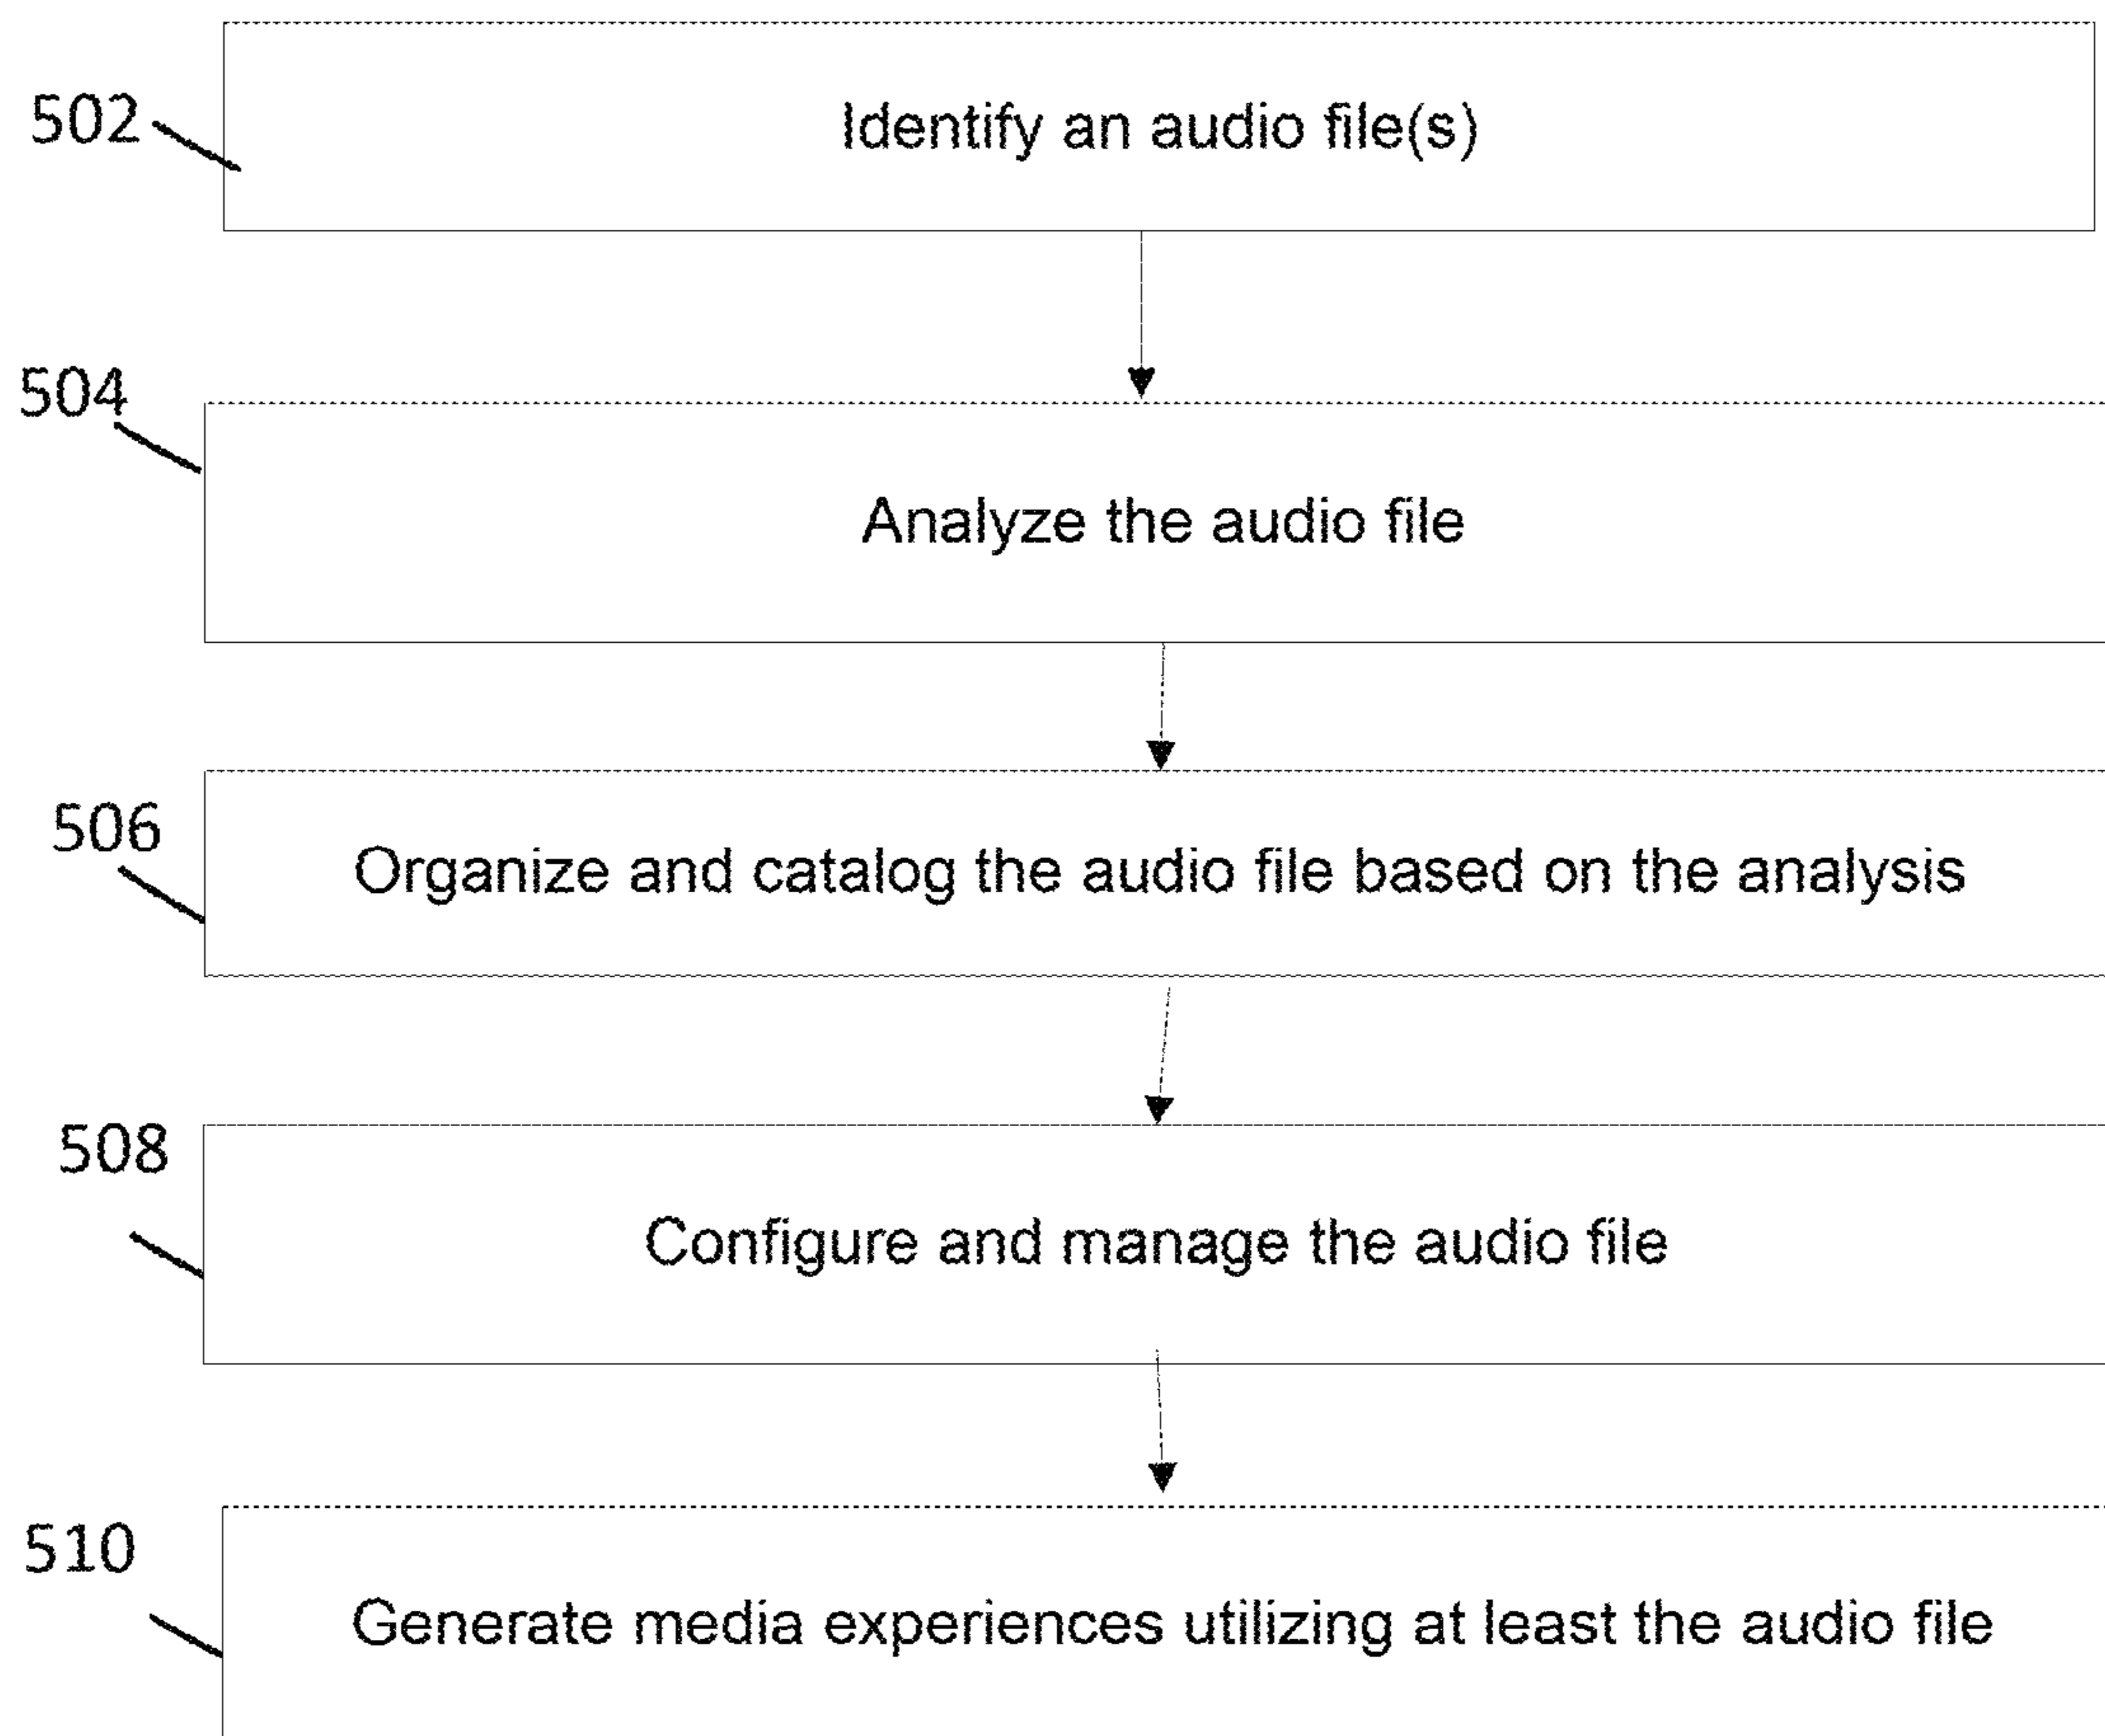 502
Identify an audio file(s)
504
Analyze the audio file
506
Organize and catalog the audio file based on the analysis
508
Configure and manage the audio file
510
Generate media experiences utilizing at least the audio file